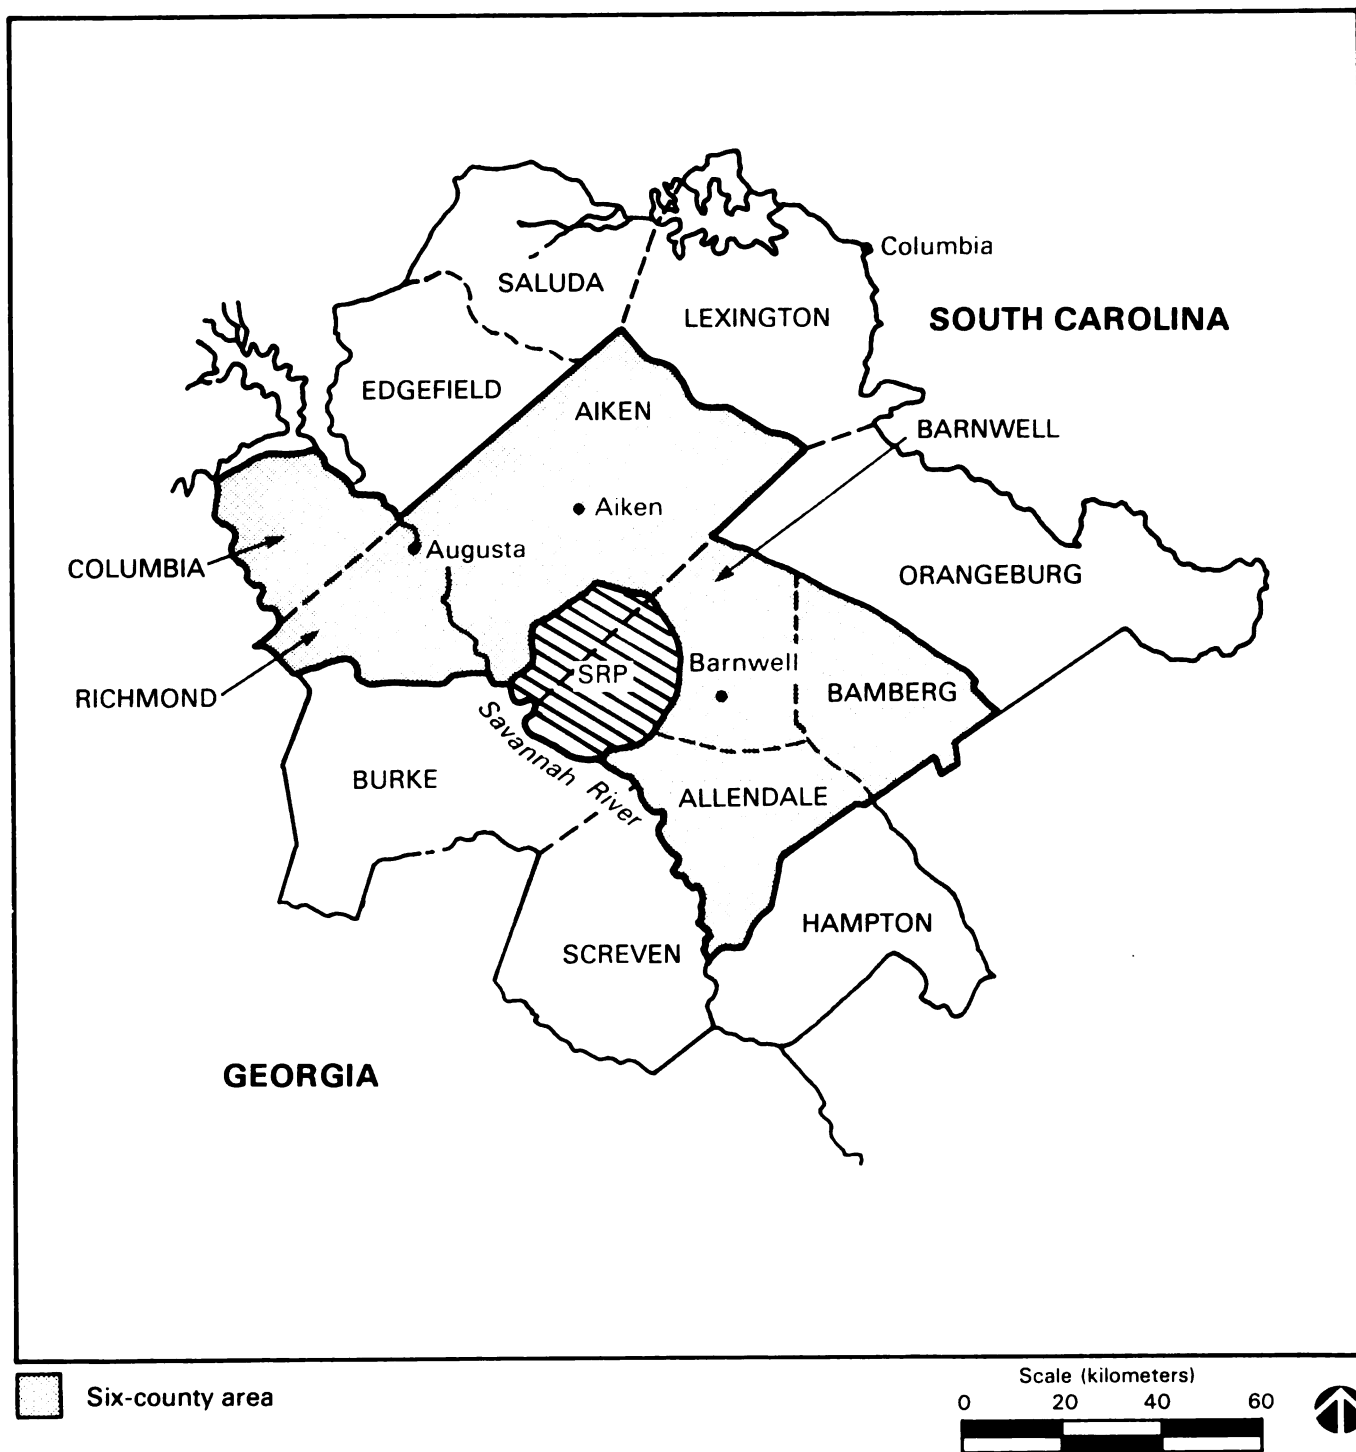 Columbia
SALUDA
LEXINGTON
SOUTH CAROLINA
EDGEFIELD
AIKEN
BARNWELL
Aiken
Augusta
COLUMBIA
ORANGEBURG
SRP
Barnwell
RICHMOND
BAMBERG
Savannah River
BURKE
ALLENDALE
HAMPTON
SCREVEN
GEORGIA
Six-county area
Scale (kilometers)
0 20 40 60